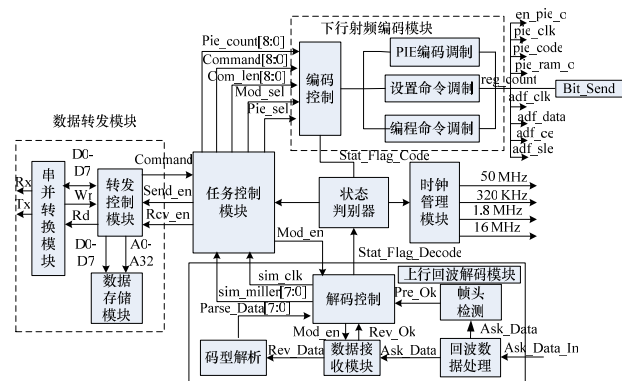 下行射频编码模块
en_pie_c
pie_clk
pie_code
pie_ram_c
reg_count
Bit_Send
adf_clk
adf_data
adf_ce
adf_sle
Pie_count[8:0]
Command[8:0]
Com_len[8:0]
Mod_sel
Pie_sel
编码控制
PIE编码调制
设置命令调制
编程命令调制
数据转发模块
Rx
Tx
串并转换模块
D0-D7
Wr
Rd
转发控制模块
Command
Send_en
Rcv_en
D0-D7
A0-A32
数据存储模块
任务控制模块
Stat_Flag_Code
状态判别器
时钟管理模块
50 MHz
320 KHz
1.8 MHz
16 MHz
Mod_en
Stat_Flag_Decode
上行回波解码模块
sim_clk
sim_miller[7:0]
Parse_Data[7:0]
解码控制
Pre_Ok
帧头检测
Mod_en
Rev_Ok
Ask_Data
码型解析
Rev_Data
数据接收模块
Ask_Data
回波数据处理
Ask_Data_In